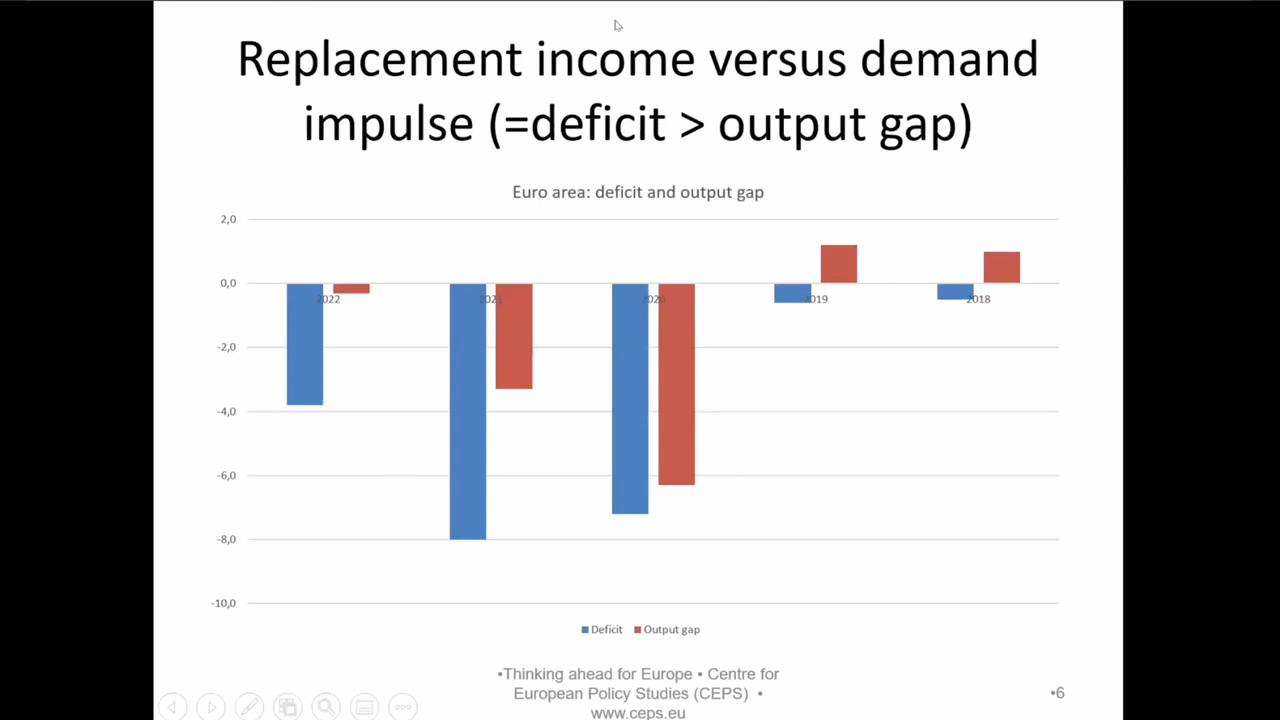 Replacement income versus demand
impulse (=deficit > output gap)
Euro area: deficit and output gap
2,0
0,0
2022
2021
2020
2019
2018
-2,0
-4,0
-6,0
-8,0
-10,0
Deficit
Output gap
•Thinking ahead for Europe • Centre for
European Policy Studies (CEPS) •
www.ceps.eu
•6